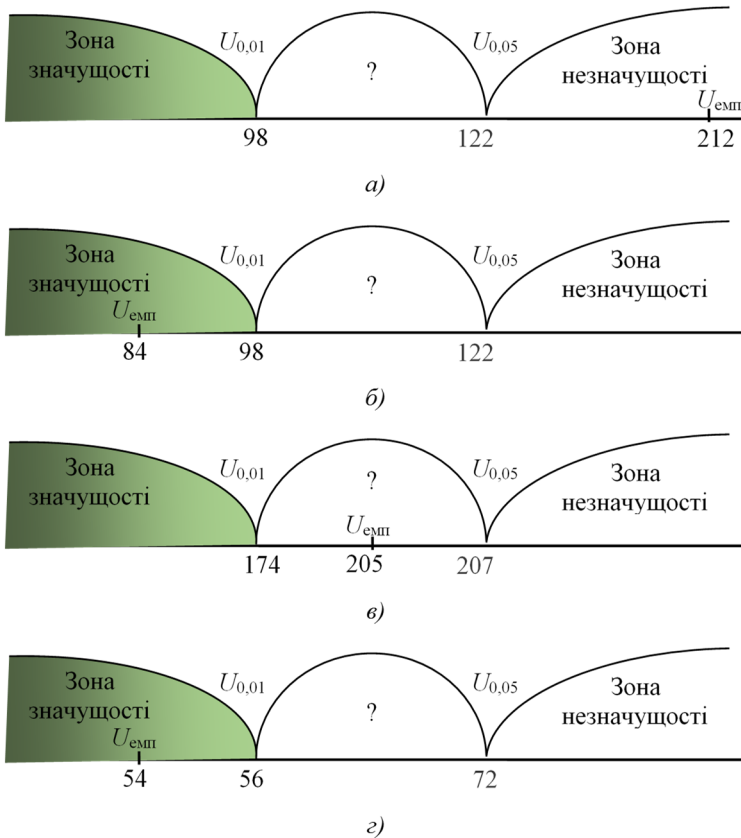 Зона
значущості
U0,01
?
U0,05
Зона
незначущості
Uемп
98
122
212
а)
Зона
значущості
Uемп
U0,01
?
U0,05
Зона
незначущості
84
98
122
б)
Зона
значущості
U0,01
?
Uемп
U0,05
Зона
незначущості
174
205
207
в)
Зона
значущості
Uемп
U0,01
?
U0,05
Зона
незначущості
54
56
72
г)